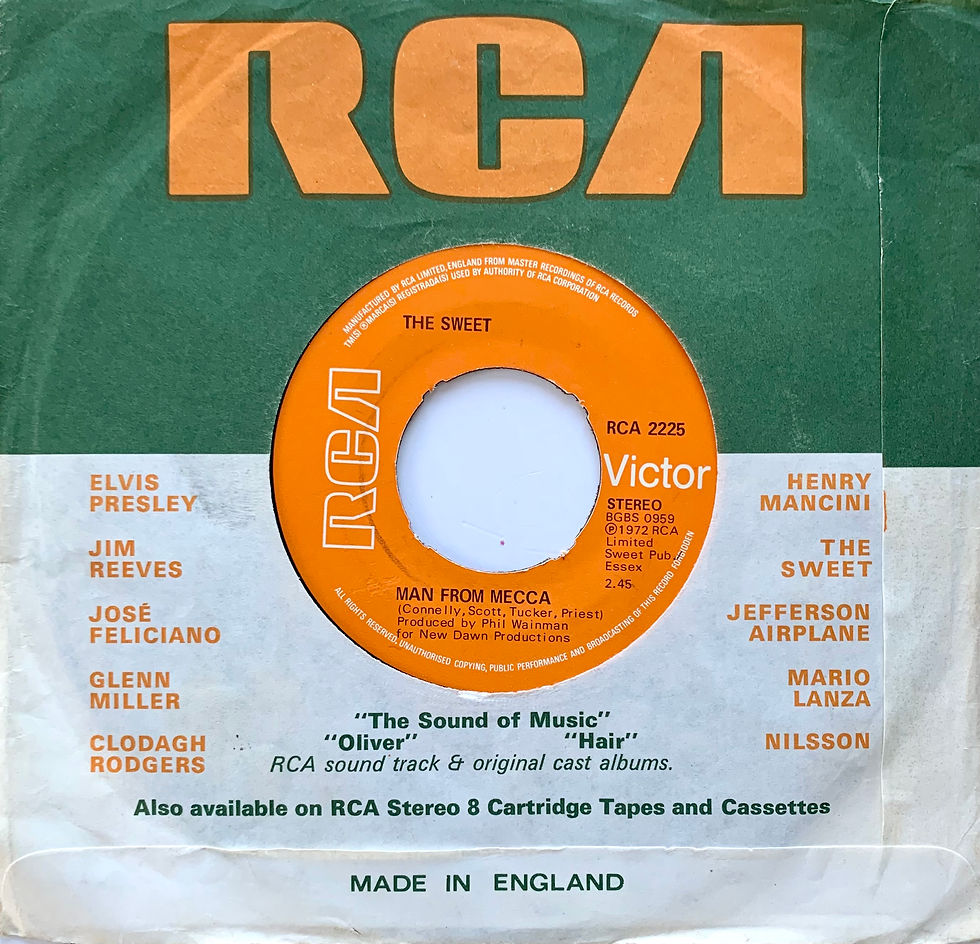 RCA
MANUFACTURED BY RCA LIMITED, ENGLAND FROM MASTER RECORDINGS OF RCA RECORDS
TM(S) ® MARCA(S) REGISTRADA(S) USED BY AUTHORITY OF RCA CORPORATION
THE SWEET
RCA
RCA 2225
Victor
STEREO
BGBS 0959
℗ 1972 RCA
Limited
Sweet Pub.
Essex
2.45
MAN FROM MECCA
(Connelly, Scott, Tucker, Priest)
Produced by Phil Wainman
for New Dawn Productions
ALL RIGHTS RESERVED, UNAUTHORISED COPYING, PUBLIC PERFORMANCE AND BROADCASTING OF THIS RECORD FORBIDDEN
ELVIS
PRESLEY
JIM
REEVES
JOSÉ
FELICIANO
GLENN
MILLER
CLODAGH
RODGERS
HENRY
MANCINI
THE
SWEET
JEFFERSON
AIRPLANE
MARIO
LANZA
NILSSON
"The Sound of Music"
"Oliver" "Hair"
RCA sound track & original cast albums.
Also available on RCA Stereo 8 Cartridge Tapes and Cassettes
MADE IN ENGLAND